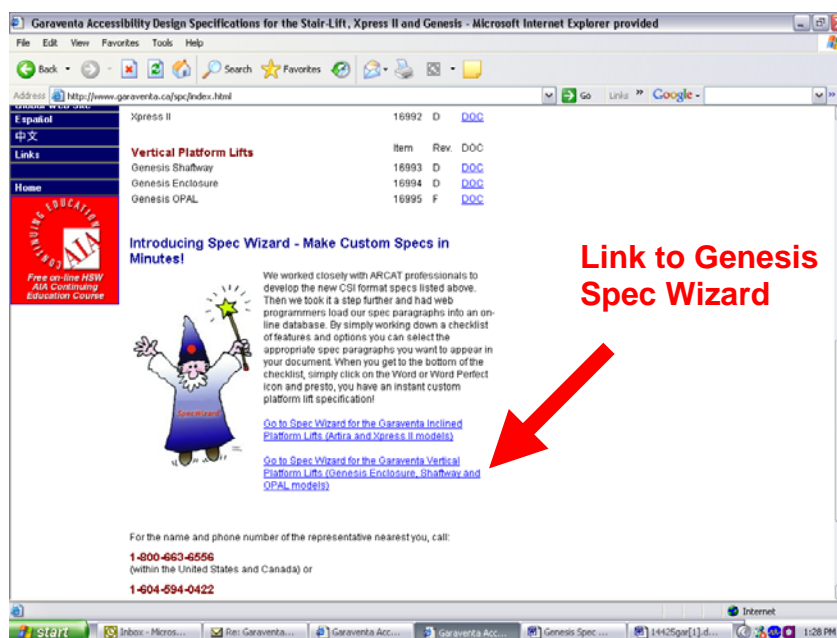 Garaventa Accessibility Design Specifications for the Stair-Lift, Xpress II and Genesis - Microsoft Internet Explorer provided
File Edit View Favorites Tools Help
Back Search Favorites
Address http://www.garaventa.ca/spc/index.html Go Links » Google -
Global Web Site
Español
中文
Links
Home
CONTINUING EDUCATION
AIA
Free on-line HSW
AIA Continuing
Education Course
Xpress II 16992 D DOC
Vertical Platform Lifts Item Rev. DOC
Genesis Shaftway 16993 D DOC
Genesis Enclosure 16994 D DOC
Genesis OPAL 16995 F DOC
Introducing Spec Wizard - Make Custom Specs in
Minutes!
We worked closely with ARCAT professionals to
develop the new CSI format specs listed above.
Then we took it a step further and had web
programmers load our spec paragraphs into an on-
line database. By simply working down a checklist
of features and options you can select the
appropriate spec paragraphs you want to appear in
your document. When you get to the bottom of the
checklist, simply click on the Word or Word Perfect
icon and presto, you have an instant custom
platform lift specification!
SpecWizard
Go to Spec Wizard for the Garaventa Inclined
Platform Lifts (Artira and Xpress II models)
Go to Spec Wizard for the Garaventa Vertical
Platform Lifts (Genesis Enclosure, Shaftway and
OPAL models)
Link to Genesis
Spec Wizard
For the name and phone number of the representative nearest you, call:
1-800-663-6556
(within the United States and Canada) or
1-604-594-0422
Internet
start Inbox - Micros... Re: Garaventa... Garaventa Acc... Garaventa Acc... Genesis Spec ... 14425gar[1].d... 1:28 PM